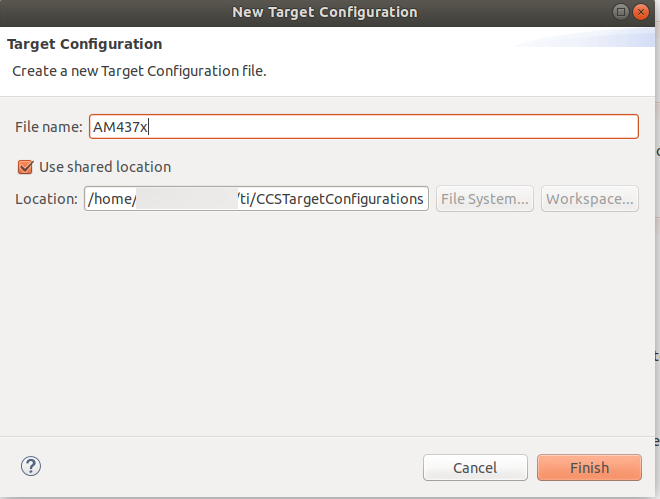 New Target Configuration
Target Configuration
Create a new Target Configuration file.
File name: AM437x
Use shared location
Location: /home/ /ti/CCSTargetConfigurations File System... Workspace...
? Cancel Finish